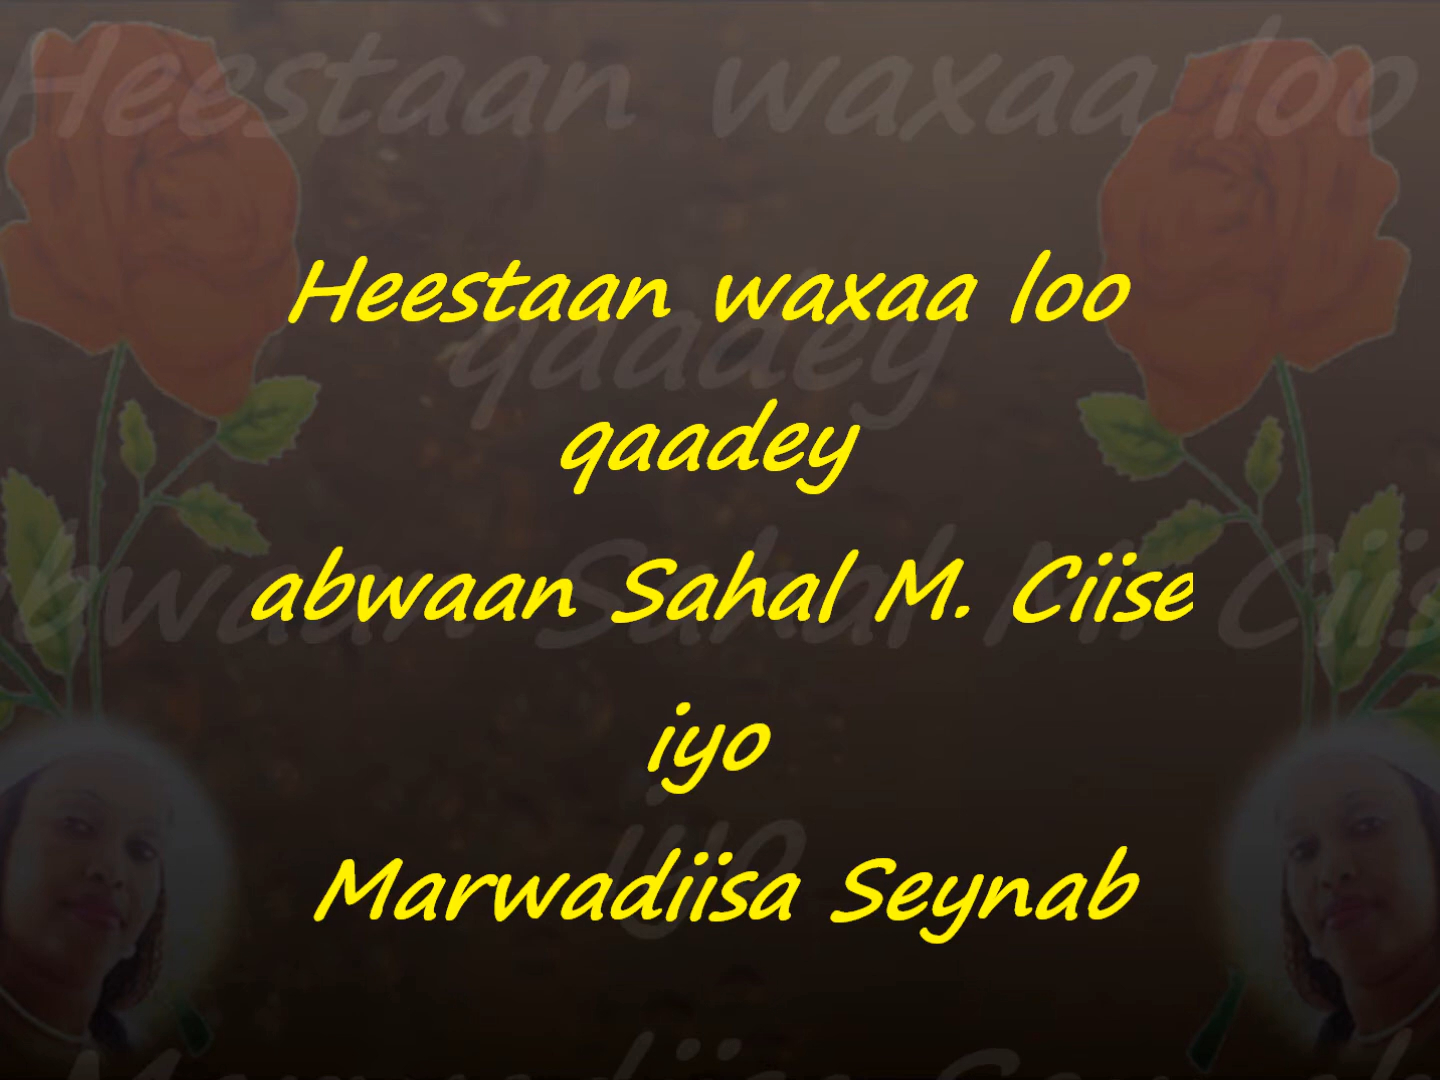 Heestaan waxaa loo
qaadey
abwaan Sahal M. Ciise
iyo
Marwadiisa Seynab